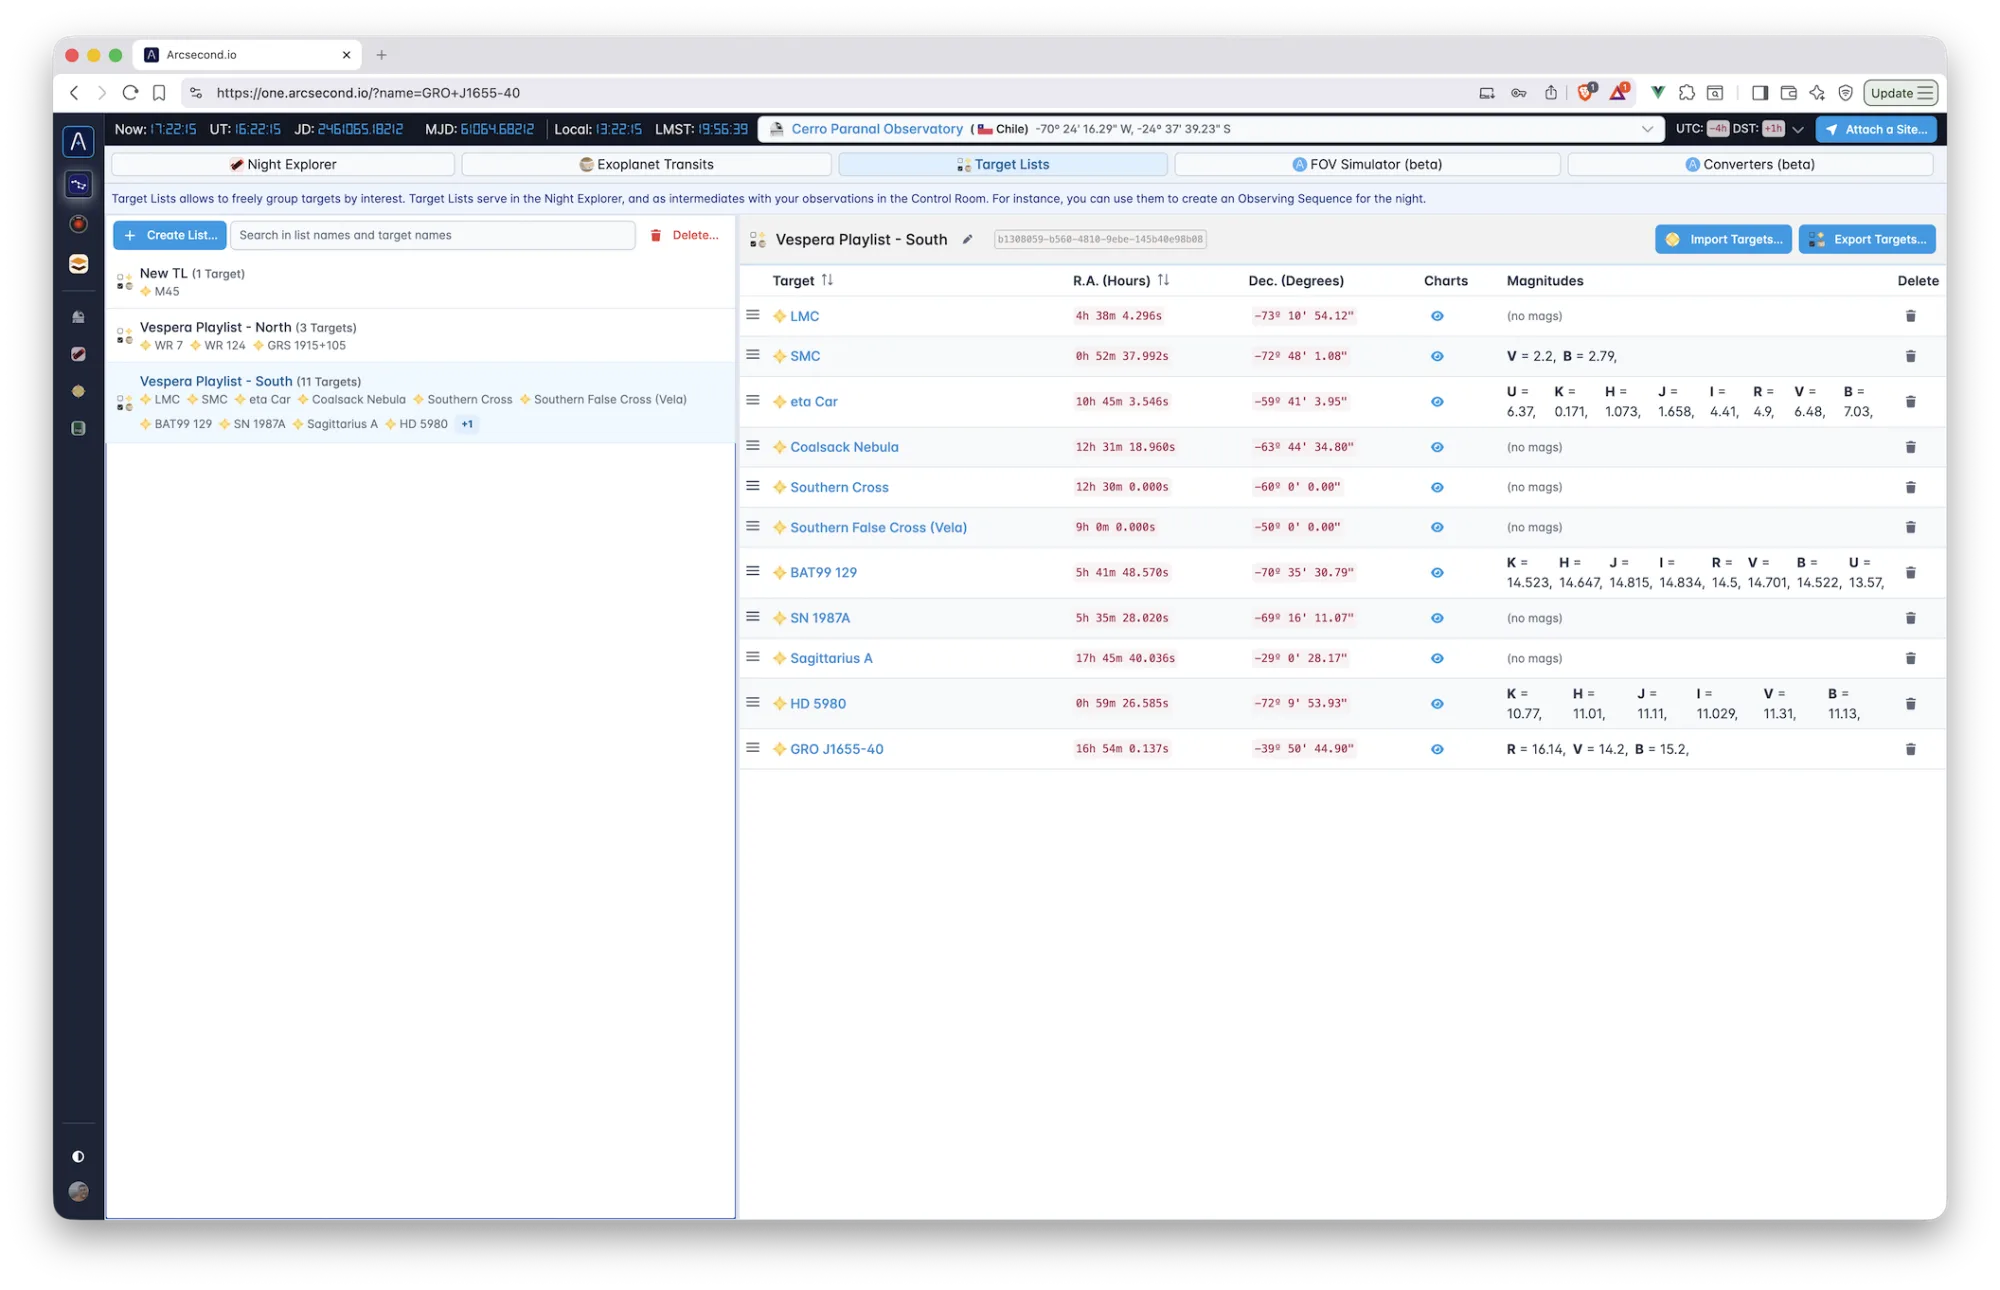 Arcsecond.io
https://one.arcsecond.io/?name=GRO+J1655-40
Update
Now: 17:22:15 UT: 16:22:15 JD: 2461065.18212 MJD: 61064.68212 Local: 13:22:15 LMST: 19:56:39 Cerro Paranal Observatory ( Chile) -70° 24' 16.29" W, -24° 37' 39.23" S UTC: -4h DST: +1h Attach a Site...
Night Explorer Exoplanet Transits Target Lists FOV Simulator (beta) Converters (beta)
Target Lists allows to freely group targets by interest. Target Lists serve in the Night Explorer, and as intermediates with your observations in the Control Room. For instance, you can use them to create an Observing Sequence for the night.
+ Create List... Search in list names and target names Delete...
New TL (1 Target)
M45
Vespera Playlist - North (3 Targets)
WR 7 WR 124 GRS 1915+105
Vespera Playlist - South (11 Targets)
LMC SMC eta Car Coalsack Nebula Southern Cross Southern False Cross (Vela)
BAT99 129 SN 1987A Sagittarius A HD 5980 +1
Vespera Playlist - South b1308059-b560-4810-9ebe-145b40e98b08 Import Targets... Export Targets...
Target R.A. (Hours) Dec. (Degrees) Charts Magnitudes Delete
LMC 4h 38m 4.296s -73º 10' 54.12" (no mags)
SMC 0h 52m 37.992s -72º 48' 1.08" V = 2.2, B = 2.79,
eta Car 10h 45m 3.546s -59º 41' 3.95" U = 6.37, K = 0.171, H = 1.073, J = 1.658, I = 4.41, R = 4.9, V = 6.48, B = 7.03,
Coalsack Nebula 12h 31m 18.960s -63º 44' 34.80" (no mags)
Southern Cross 12h 30m 0.000s -60º 0' 0.00" (no mags)
Southern False Cross (Vela) 9h 0m 0.000s -50º 0' 0.00" (no mags)
BAT99 129 5h 41m 48.570s -70º 35' 30.79" K = 14.523, H = 14.647, J = 14.815, I = 14.834, R = 14.5, V = 14.701, B = 14.522, U = 13.57,
SN 1987A 5h 35m 28.020s -69º 16' 11.07" (no mags)
Sagittarius A 17h 45m 40.036s -29º 0' 28.17" (no mags)
HD 5980 0h 59m 26.585s -72º 9' 53.93" K = 10.77, H = 11.01, J = 11.11, I = 11.029, V = 11.31, B = 11.13,
GRO J1655-40 16h 54m 0.137s -39º 50' 44.90" R = 16.14, V = 14.2, B = 15.2,